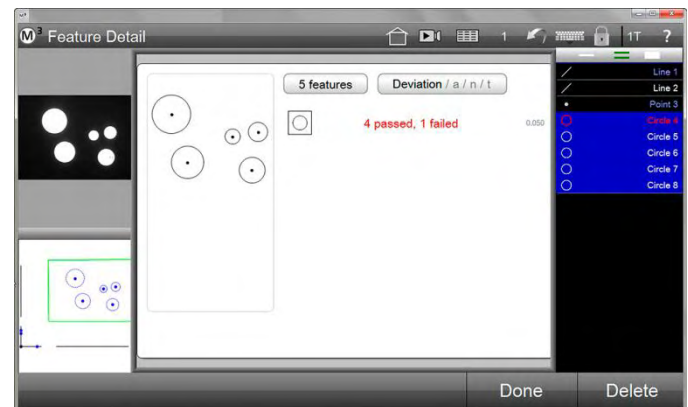 M3 Feature Detail
1
1T
?
5 features
Deviation / a / n / t
4 passed, 1 failed
0.050
Line 1
Line 2
Point 3
Circle 4
Circle 5
Circle 6
Circle 7
Circle 8
Done
Delete